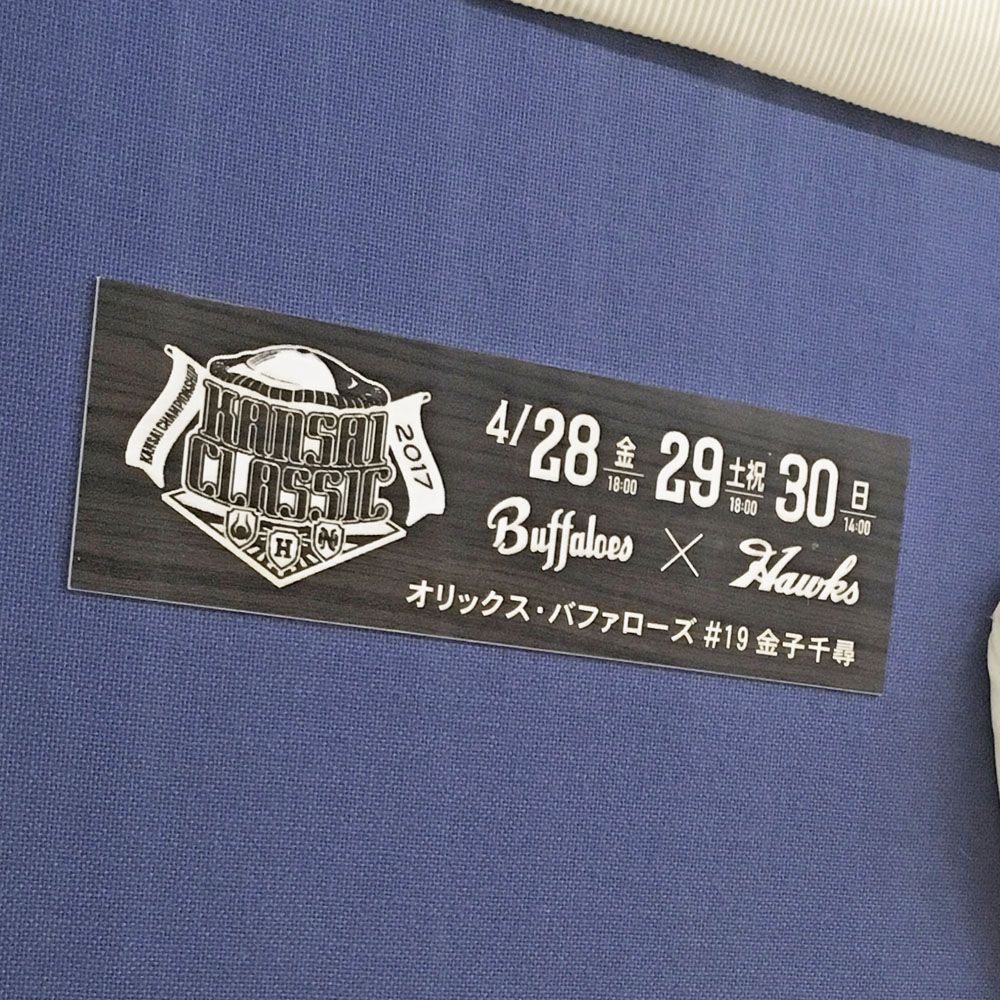 KANSAI CHAMPIONSHIP
KANSAI
CLASSIC
2017
H
4/28 金 18:00 29 土祝 18:00 30 日 14:00
Buffaloes × Hawks
オリックス・バファローズ #19 金子千尋